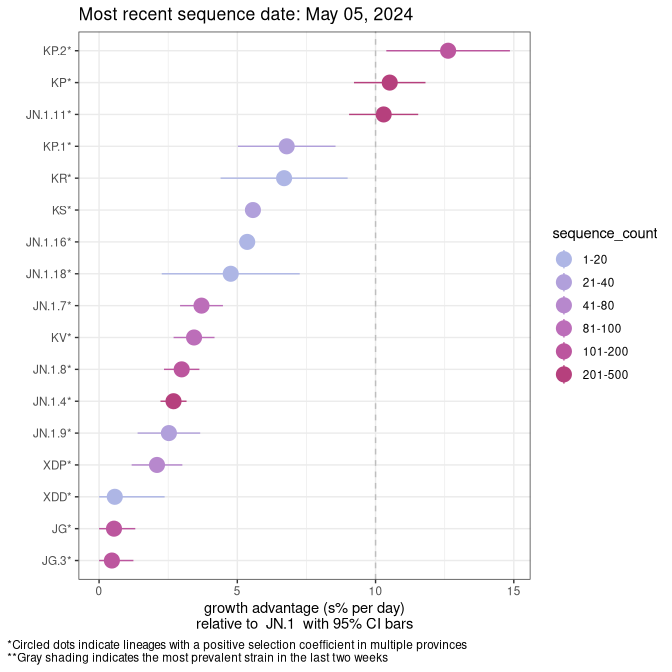 Most recent sequence date: May 05, 2024
KP.2*
KP*
JN.1.11*
KP.1*
KR*
KS*
JN.1.16*
JN.1.18*
JN.1.7*
KV*
JN.1.8*
JN.1.4*
JN.1.9*
XDP*
XDD*
JG*
JG.3*
0 5 10 15
growth advantage (s% per day)
relative to JN.1 with 95% CI bars
sequence_count
1-20
21-40
41-80
81-100
101-200
201-500
*Circled dots indicate lineages with a positive selection coefficient in multiple provinces
**Gray shading indicates the most prevalent strain in the last two weeks